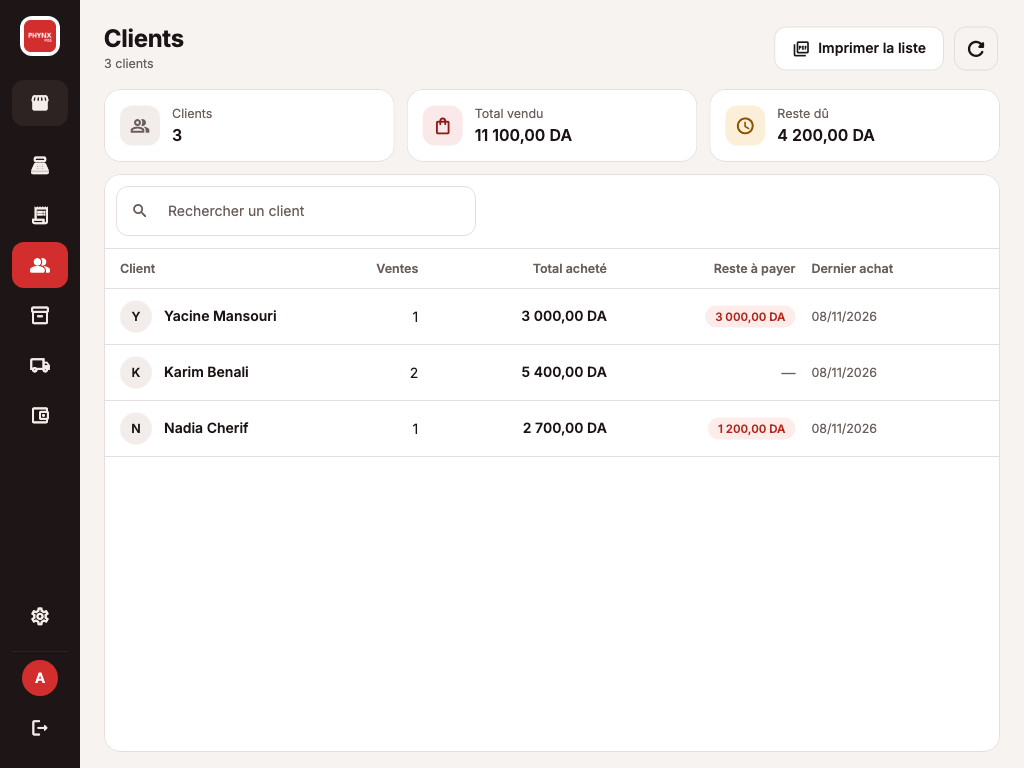 PHYNX
Clients
3 clients
Imprimer la liste
Clients
3
Total vendu
11 100,00 DA
Reste dû
4 200,00 DA
Rechercher un client
Client Ventes Total acheté Reste à payer Dernier achat
Y Yacine Mansouri 1 3 000,00 DA 3 000,00 DA 08/11/2026
K Karim Benali 2 5 400,00 DA — 08/11/2026
N Nadia Cherif 1 2 700,00 DA 1 200,00 DA 08/11/2026
A